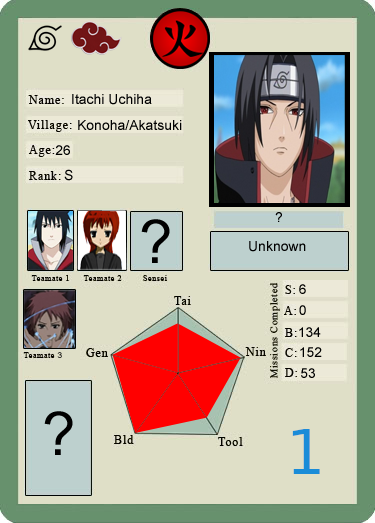 火
Name: Itachi Uchiha
Village: Konoha/Akatsuki
Age:26
Rank: S
?
Unknown
?
Teamate 1
Teamate 2
Sensei
Teamate 3
Missions Completed
S: 6
A: 0
B: 134
C: 152
D: 53
Tai
Gen
Nin
Bld
Tool
?
1